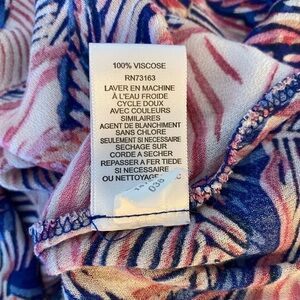 100% VISCOSE
RN73163
LAVER EN MACHINE
À L'EAU FROIDE
CYCLE DOUX
AVEC COULEURS
SIMILAIRES
AGENT DE BLANCHIMENT
SANS CHLORE
SEULEMENT SI NECESSAIRE
SECHAGE SUR
CORDE A SECHER
REPASSER A FER TIEDE
SI NECESSAIRE
OU NETTOYAGE